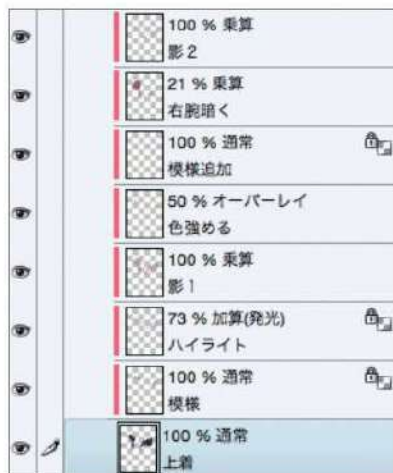 100 % 乗算
影２
21 % 乗算
右腕暗く
100 % 通常
模様追加
50 % オーバーレイ
色強める
100 % 乗算
影１
73 % 加算(発光)
ハイライト
100 % 通常
模様
100 % 通常
上着